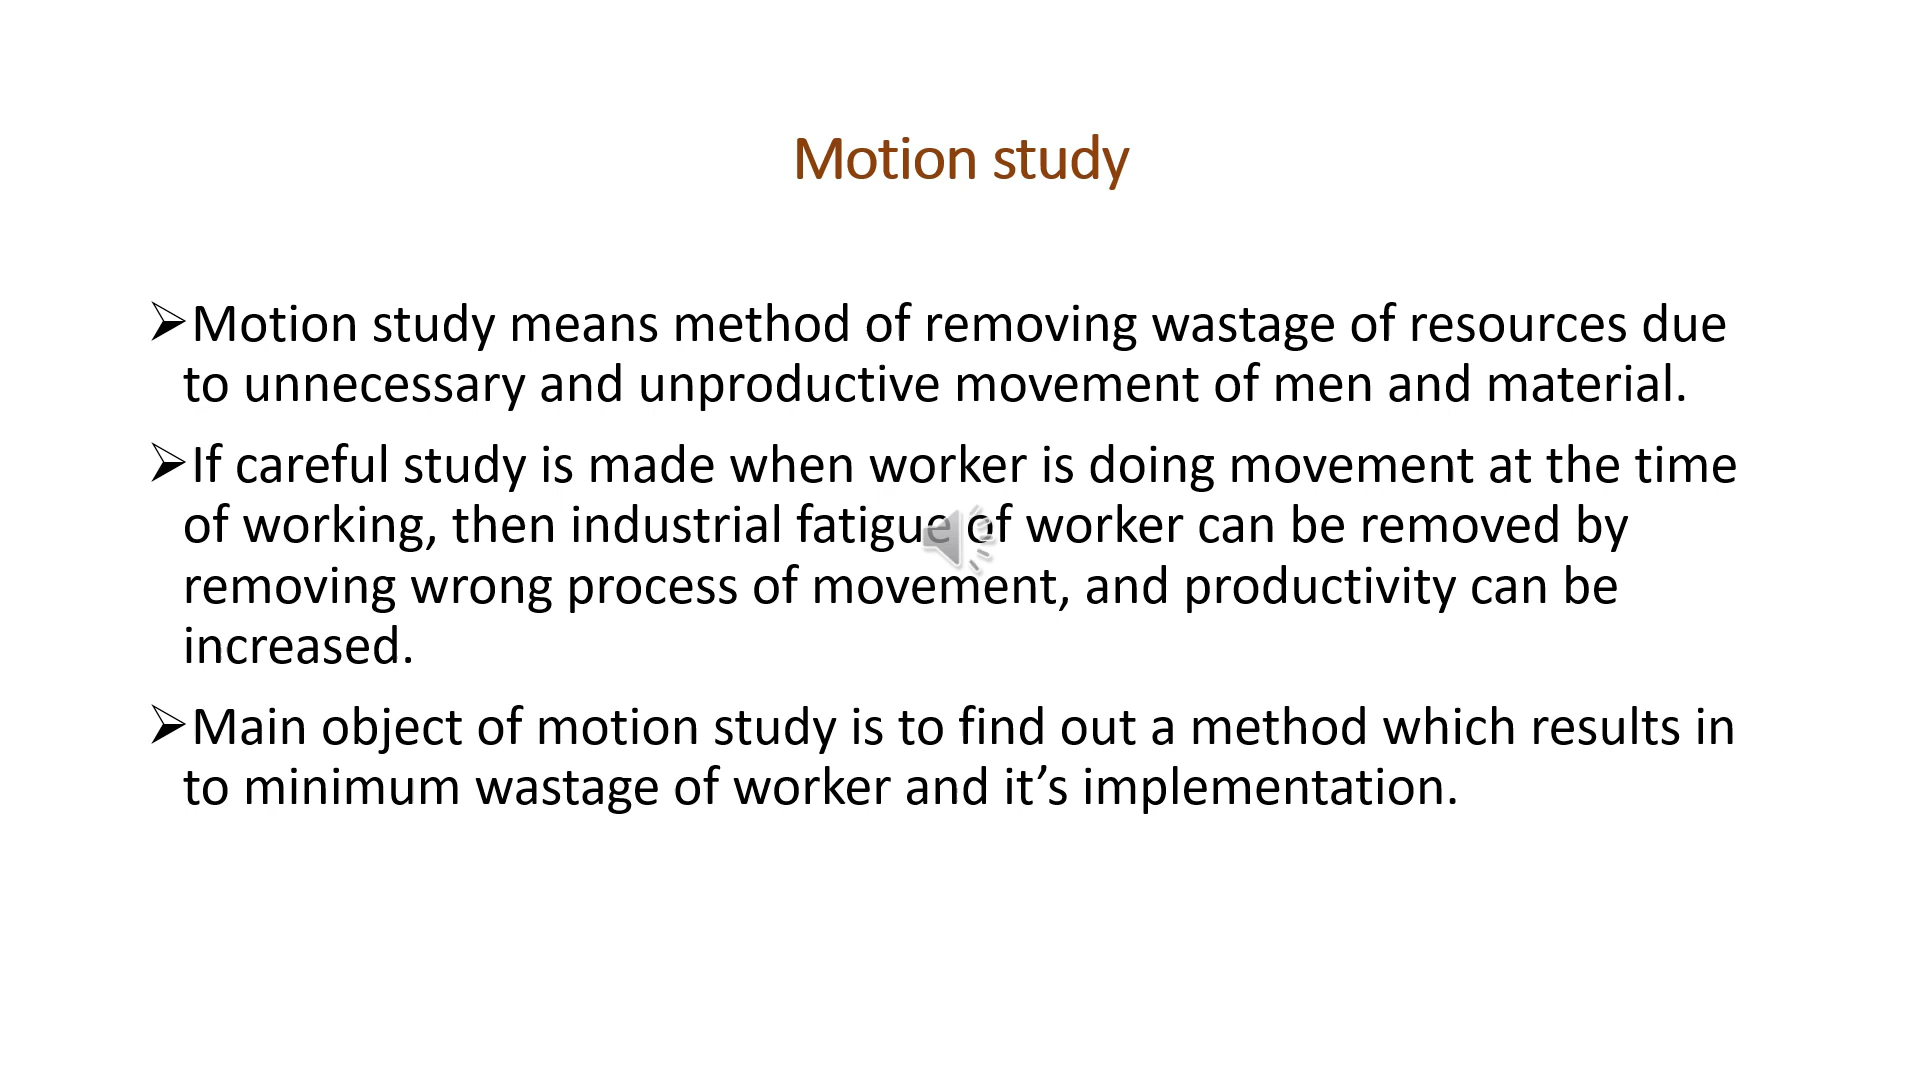 Motion study
➢Motion study means method of removing wastage of resources due
to unnecessary and unproductive movement of men and material.
➢If careful study is made when worker is doing movement at the time
of working, then industrial fatigue of worker can be removed by
removing wrong process of movement, and productivity can be
increased.
➢Main object of motion study is to find out a method which results in
to minimum wastage of worker and it’s implementation.